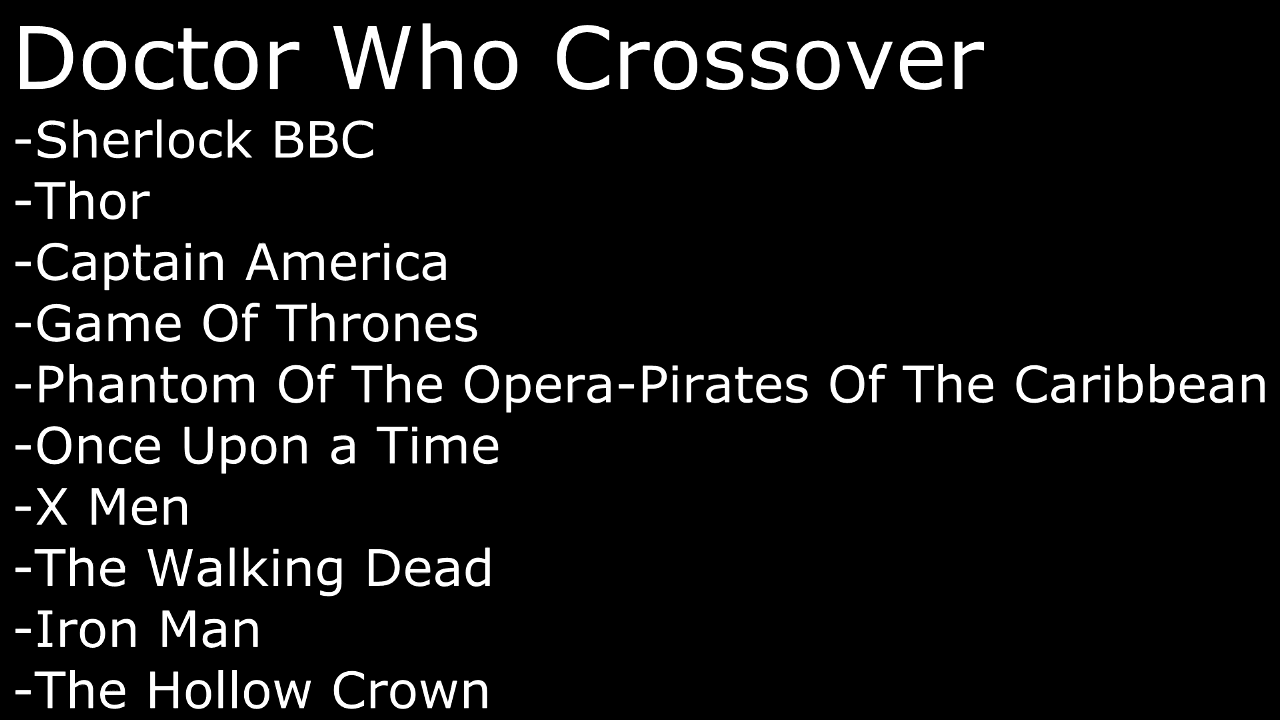 Doctor Who Crossover
-Sherlock BBC
-Thor
-Captain America
-Game Of Thrones
-Phantom Of The Opera-Pirates Of The Caribbean
-Once Upon a Time
-X Men
-The Walking Dead
-Iron Man
-The Hollow Crown